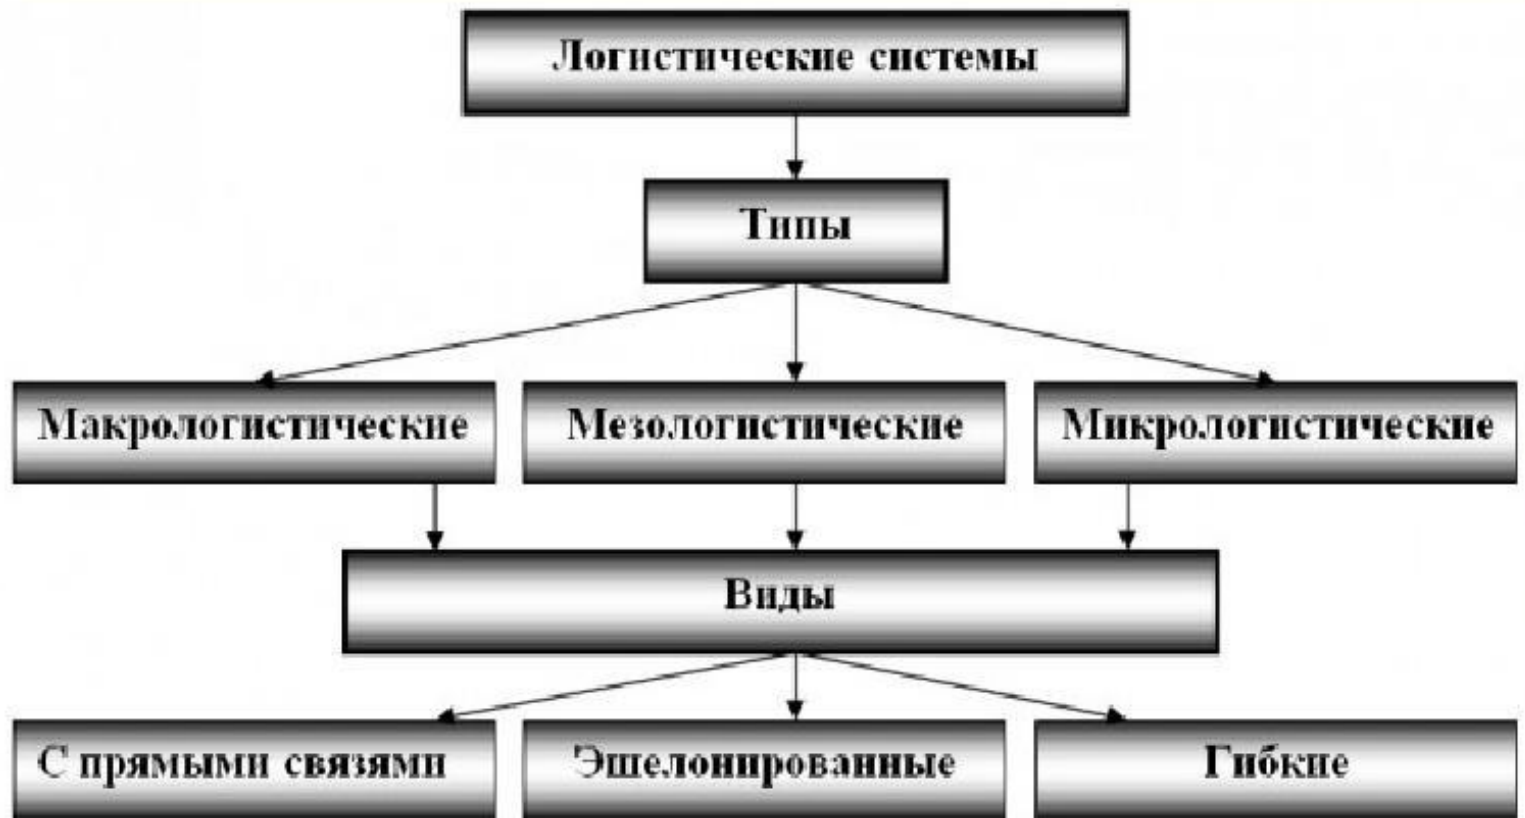 Логистические системы
Типы
Макрологистические
Мезологистические
Микрологистические
Виды
С прямыми связями
Эшелонированные
Гибкие